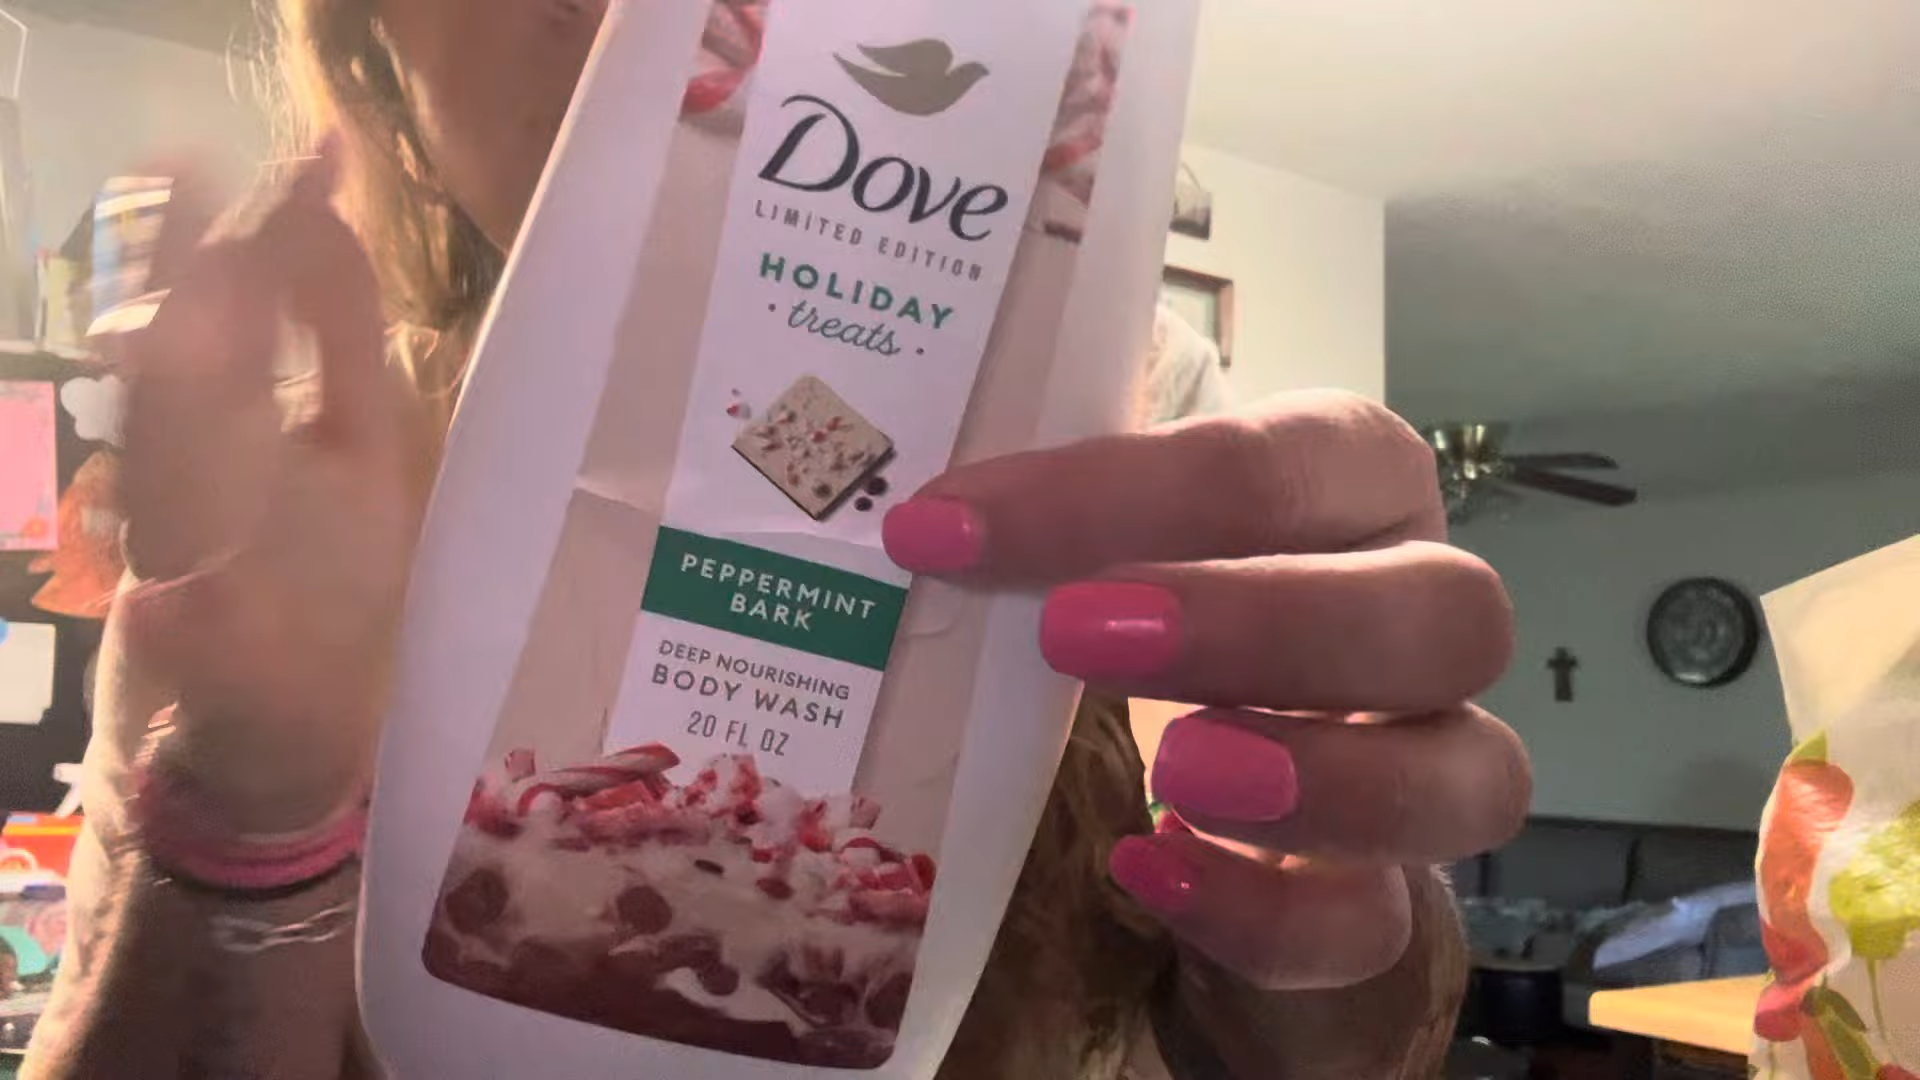 Dove
LIMITED EDITION
HOLIDAY
• treats •
PEPPERMINT
BARK
DEEP NOURISHING
BODY WASH
20 FL OZ